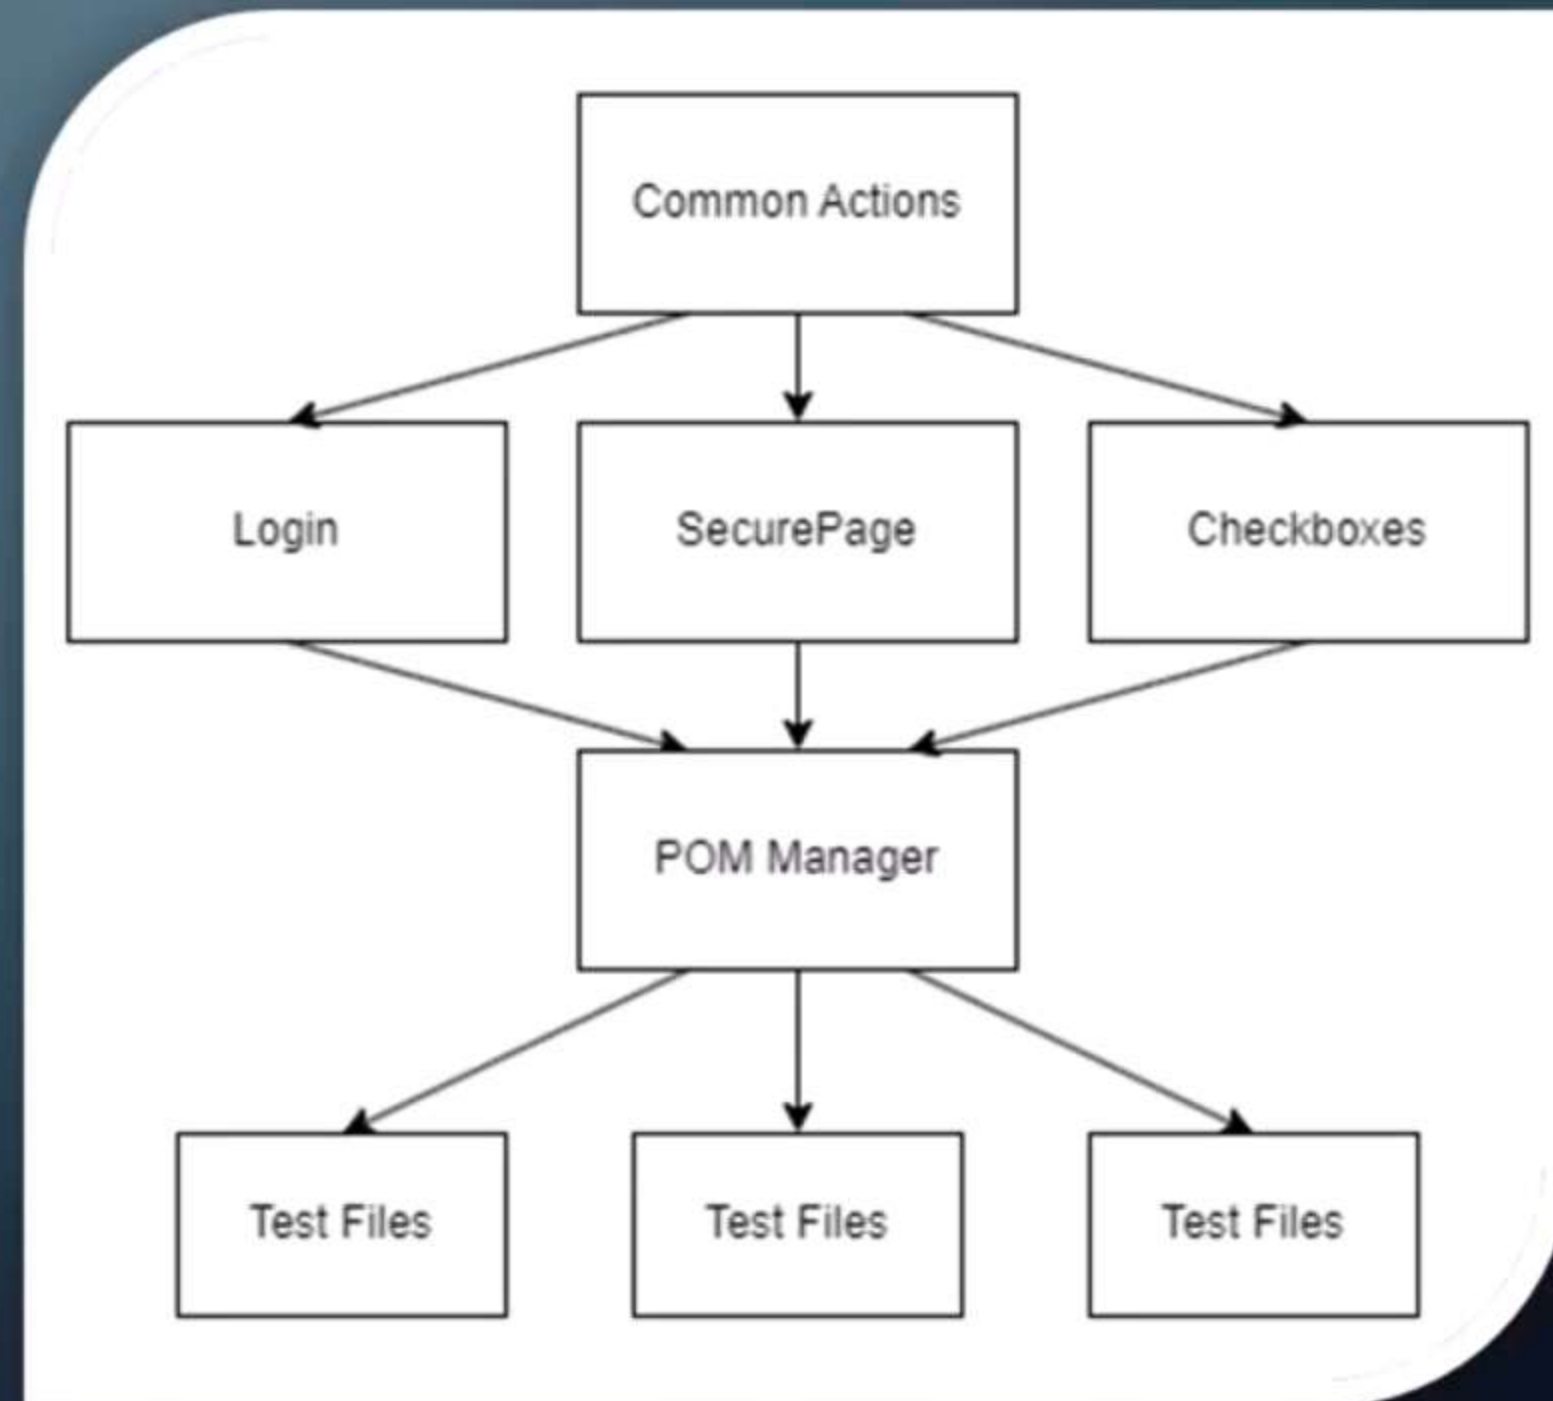 Common Actions
Login
SecurePage
Checkboxes
POM Manager
Test Files
Test Files
Test Files